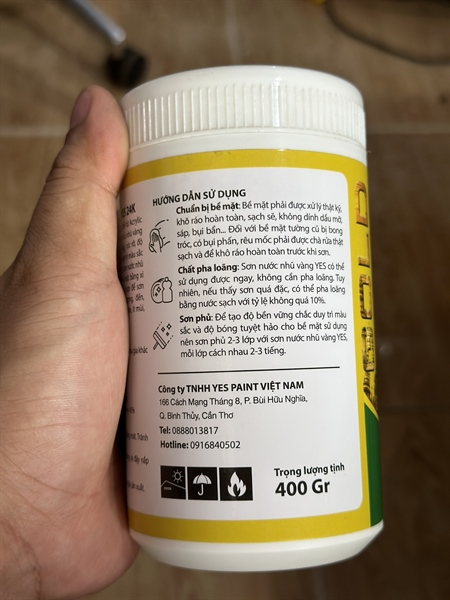 HƯỚNG DẪN SỬ DỤNG
Chuẩn bị bề mặt: Bề mặt phải được xử lý thật kỹ,
khô ráo hoàn toàn, sạch sẽ, không dính dầu mỡ,
sáp, bụi bẩn... Đối với bề mặt tường cũ bị bong
tróc, có bụi phấn, rêu mốc phải được chà rửa thật
sạch và để khô ráo hoàn toàn trước khi sơn.
Chất pha loãng: Sơn nước nhũ vàng YES có thể
sử dụng được ngay, không cần pha loãng. Tuy
nhiên, nếu thấy sơn quá đặc, có thể pha loãng
bằng nước sạch với tỷ lệ không quá 10%.
Sơn phủ: Để tạo độ bền vững chắc duy trì màu
sắc và độ bóng tuyệt hảo cho bề mặt sử dụng
nên sơn phủ 2-3 lớp với sơn nước nhũ vàng YES,
mỗi lớp cách nhau 2-3 tiếng.
Công ty TNHH YES PAINT VIỆT NAM
166 Cách Mạng Tháng 8, P. Bùi Hữu Nghĩa,
Q. Bình Thủy, Cần Thơ
Tel: 0888013817
Hotline: 0916840502
Trọng lượng tịnh
400 Gr
24K
GOLD